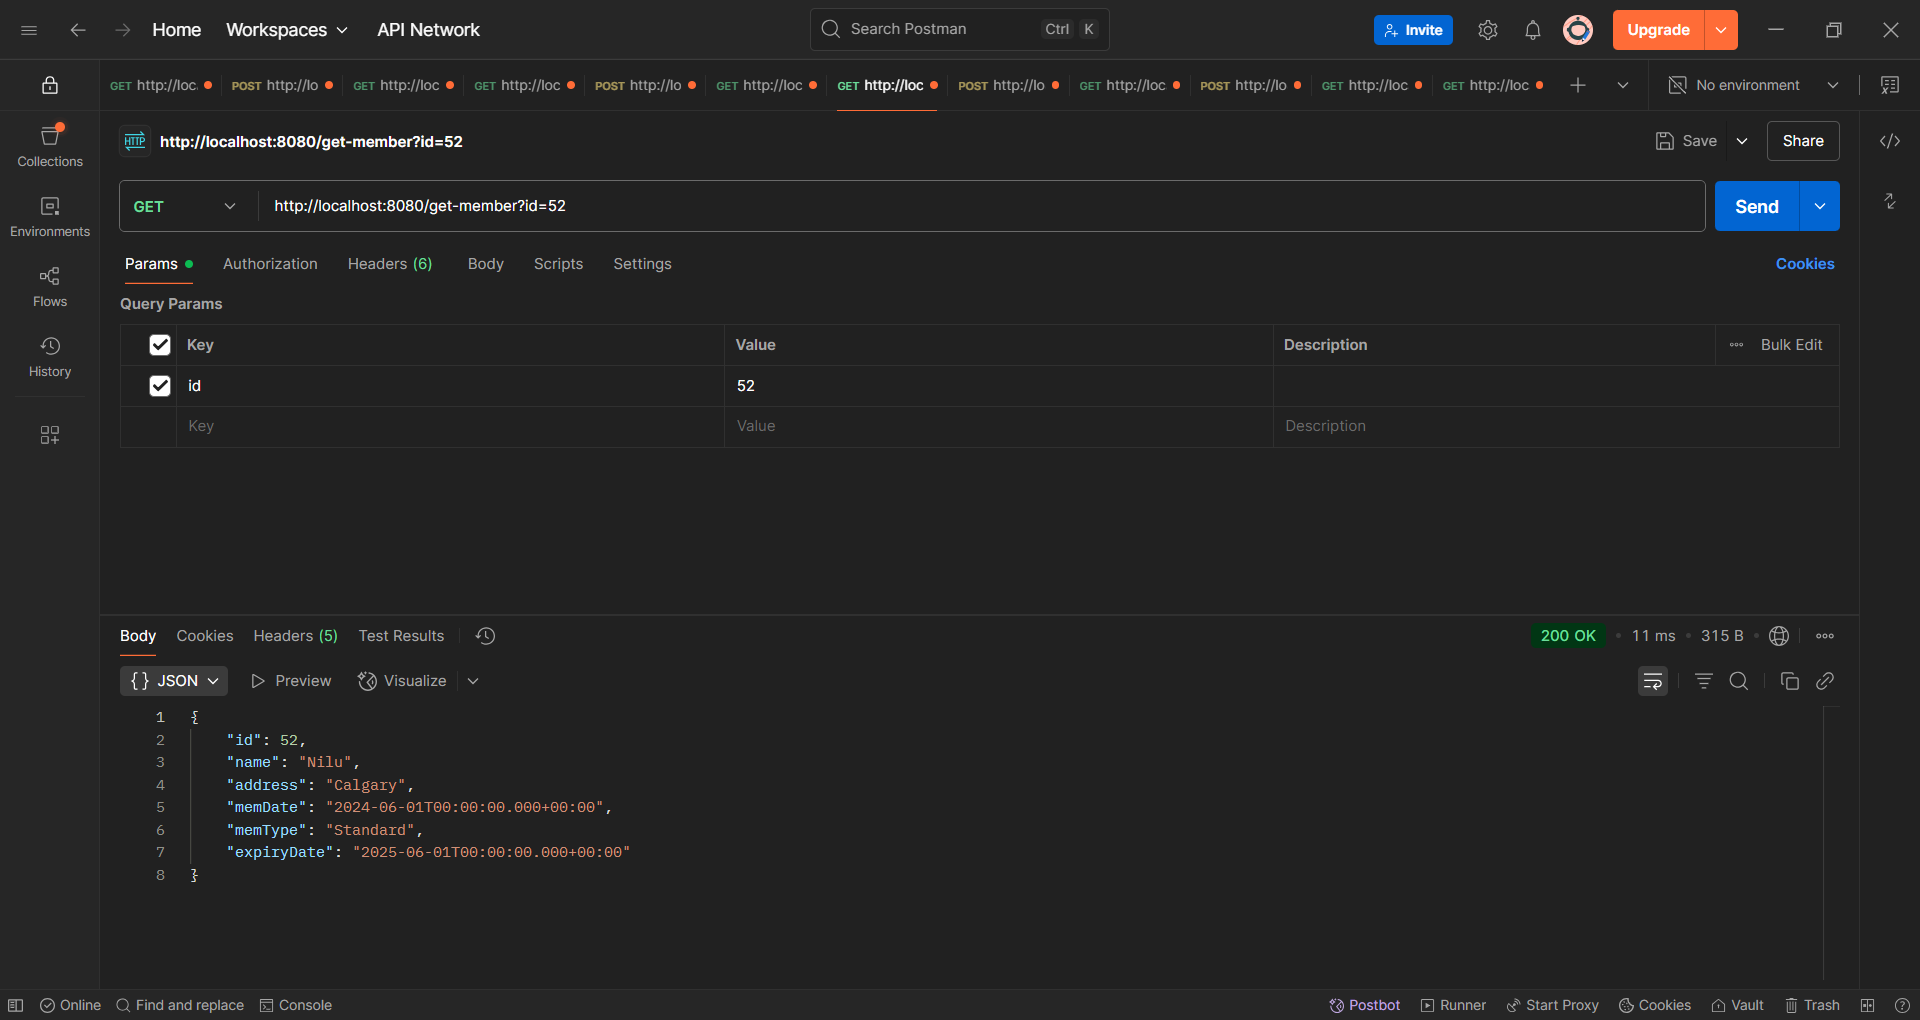 Home Workspaces API Network Search Postman Ctrl K Invite Upgrade
GET http://loc POST http://lo GET http://loc GET http://loc POST http://lo GET http://loc GET http://loc POST http://lo GET http://loc POST http://lo GET http://loc GET http://loc No environment
Collections
Environments
Flows
History
HTTP http://localhost:8080/get-member?id=52 Save Share
GET http://localhost:8080/get-member?id=52 Send
Params Authorization Headers (6) Body Scripts Settings Cookies
Query Params
Key Value Description Bulk Edit
id 52
Key Value Description
Body Cookies Headers (5) Test Results 200 OK • 11 ms • 315 B •
{} JSON Preview Visualize
1 {
2 "id": 52,
3 "name": "Nilu",
4 "address": "Calgary",
5 "memDate": "2024-06-01T00:00:00.000+00:00",
6 "memType": "Standard",
7 "expiryDate": "2025-06-01T00:00:00.000+00:00"
8 }
Online Find and replace Console Postbot Runner Start Proxy Cookies Vault Trash